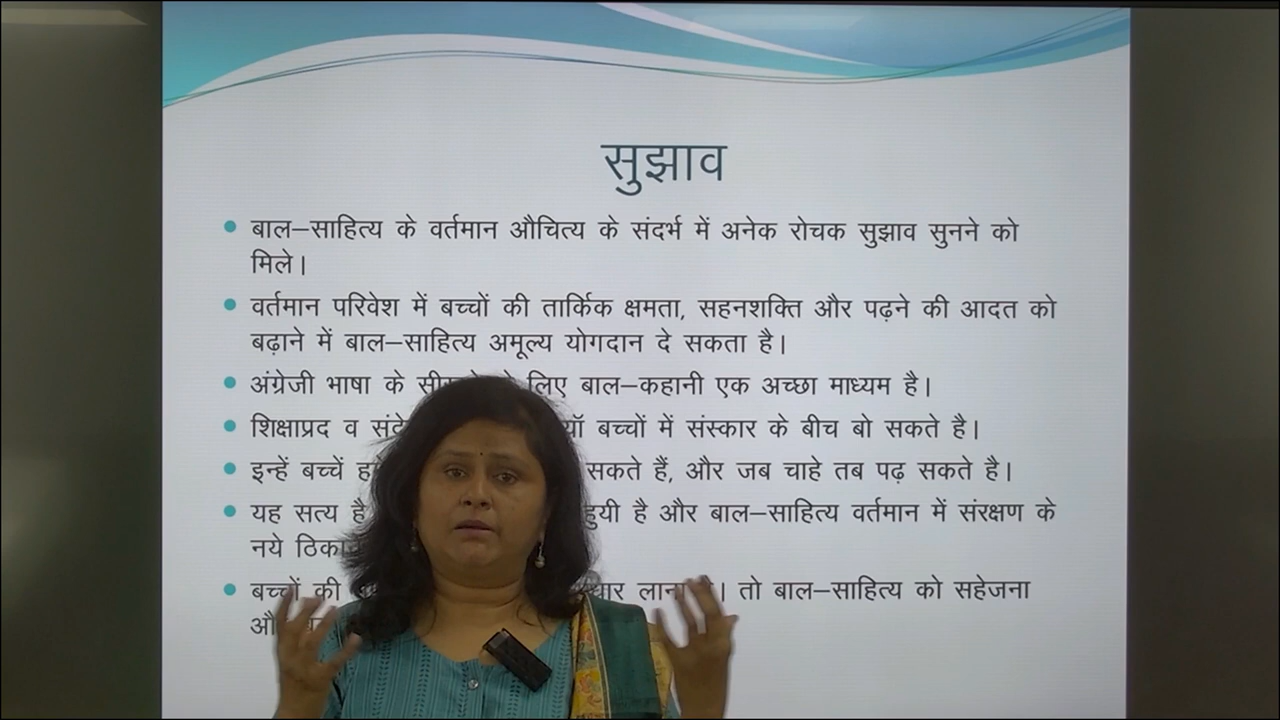 सुझाव
बाल–साहित्य के वर्तमान औचित्य के संदर्भ में अनेक रोचक सुझाव सुनने को
मिले।
वर्तमान परिवेश में बच्चों की तार्किक क्षमता, सहनशक्ति और पढ़ने की आदत को
बढ़ाने में बाल–साहित्य अमूल्य योगदान दे सकता है।
अंग्रेजी भाषा के लिए बाल–कहानी एक अच्छा माध्यम है।
शिक्षाप्रद व बच्चों में संस्कार के बीच बो सकते है।
इन्हें बच्चें सकते हैं, और जब चाहे तब पढ़ सकते है।
यह सत्य है हुयी है और बाल–साहित्य वर्तमान में संरक्षण के
नये
बच्चों की लाना तो बाल–साहित्य को सहेजना